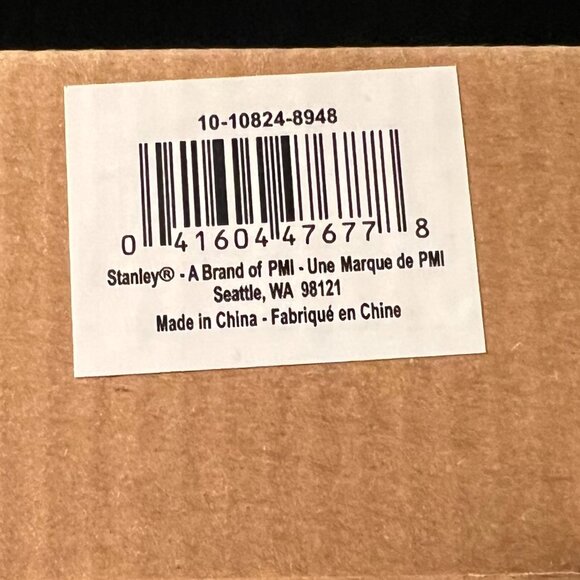 10-10824-8948
0 41604 47677 8
Stanley® - A Brand of PMI - Une Marque de PMI
Seattle, WA 98121
Made in China - Fabriqué en Chine